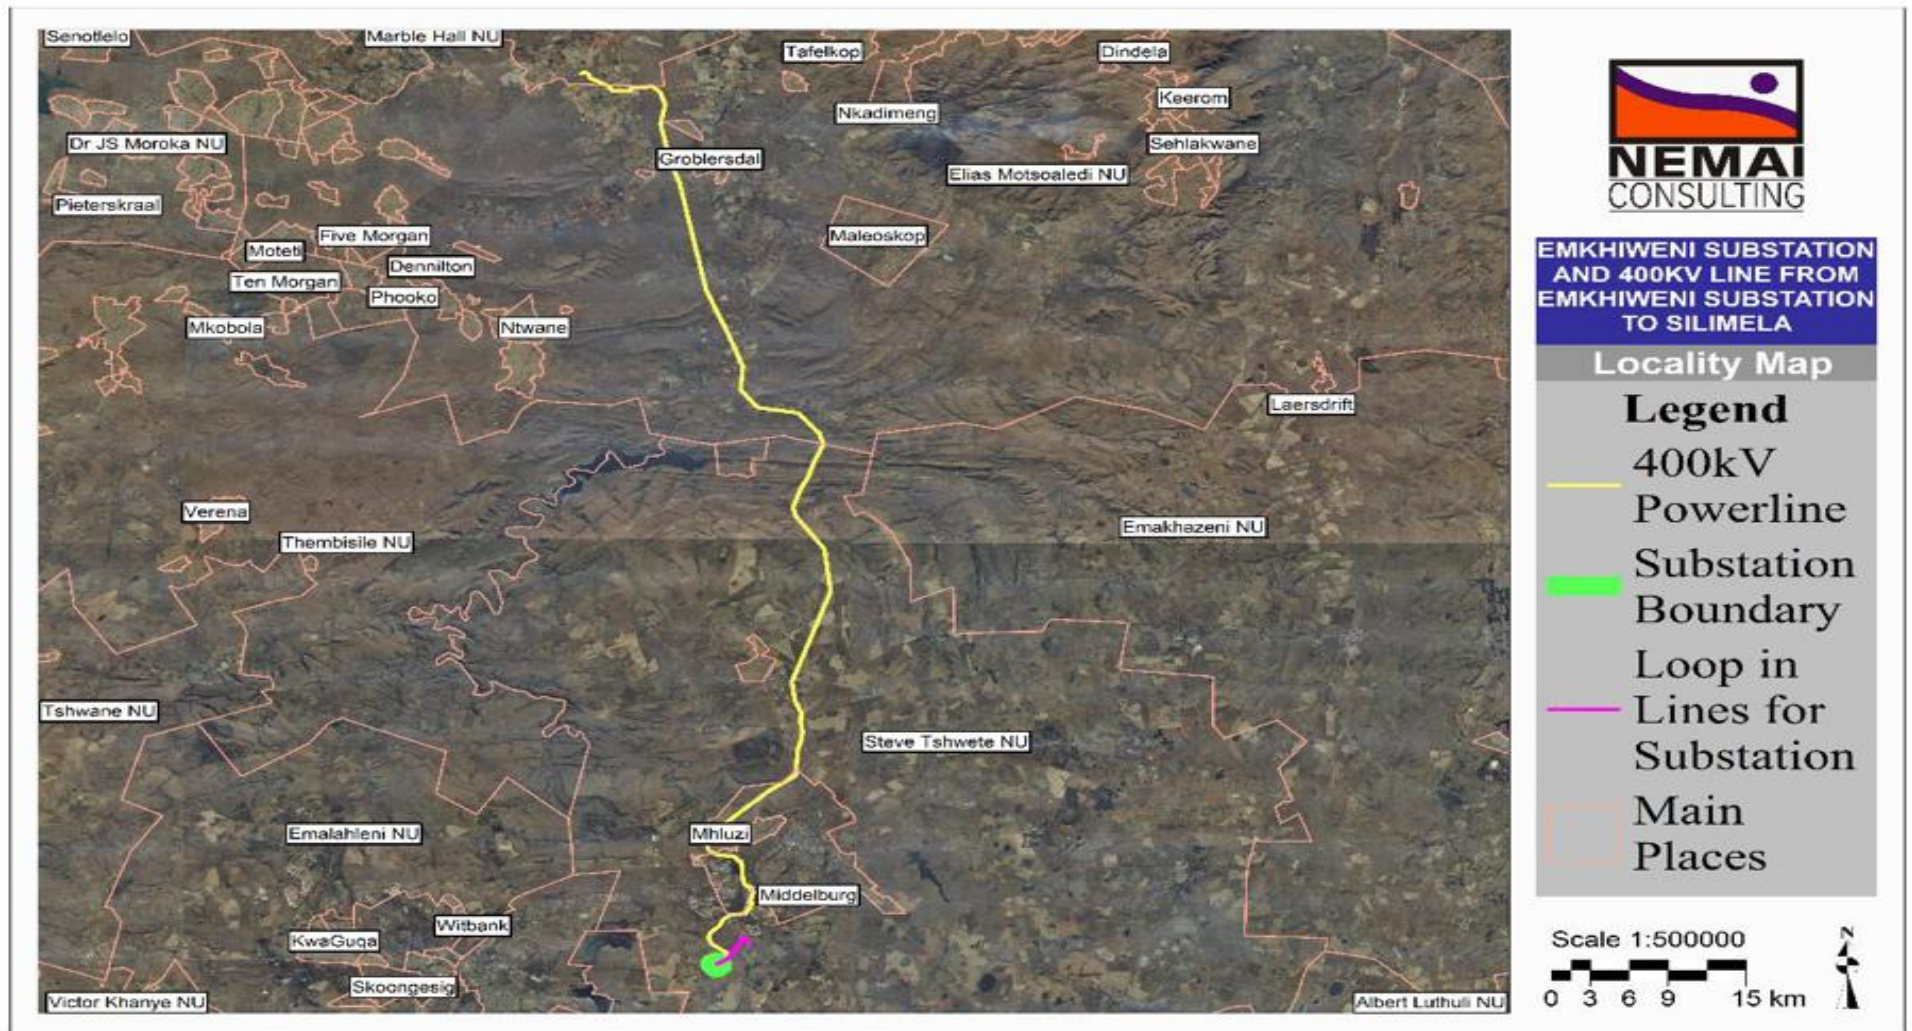 Senotlelo
Marble Hall NU
Tafelkop
Dindela
Keerom
Nkadimeng
Dr JS Moroka NU
Sehlakwane
Groblersdal
Elias Motsoaledi NU
Pieterskraal
Five Morgan
Maleoskop
Moteti
Dennilton
Ten Morgan
Phooko
Mkobola
Ntwane
Laersdrift
Verena
Emakhazeni NU
Thembisile NU
Tshwane NU
Steve Tshwete NU
Emalahleni NU
Mhluzi
Middelburg
Witbank
KwaGuqa
Skoongesig
Victor Khanye NU
Albert Luthuli NU
NEMAI
CONSULTING
EMKHIWENI SUBSTATION
AND 400KV LINE FROM
EMKHIWENI SUBSTATION
TO SILIMELA
Locality Map
Legend
400kV
Powerline
Substation
Boundary
Loop in
Lines for
Substation
Main
Places
Scale 1:500000
N
0 3 6 9 15 km